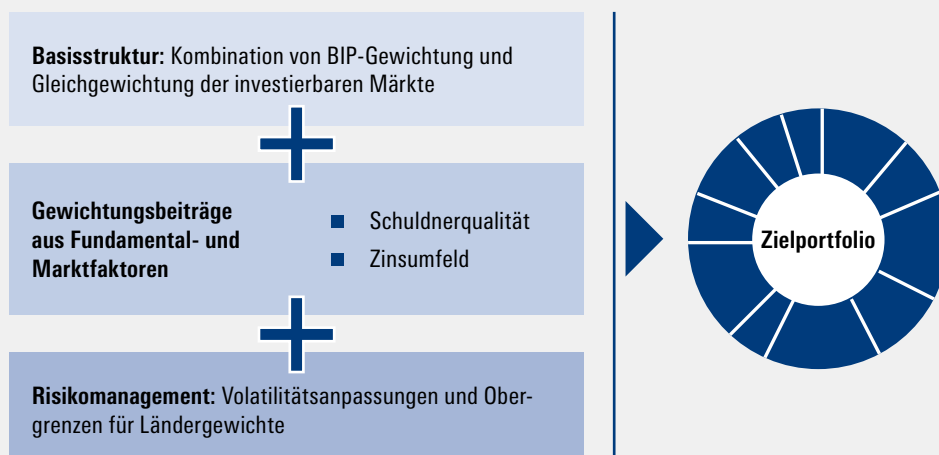 Basisstruktur: Kombination von BIP-Gewichtung und
Gleichgewichtung der investierbaren Märkte
Gewichtungsbeiträge
aus Fundamental- und
Marktfaktoren
Schuldnerqualität
Zinsumfeld
Risikomanagement: Volatilitätsanpassungen und Ober-
grenzen für Ländergewichte
Zielportfolio